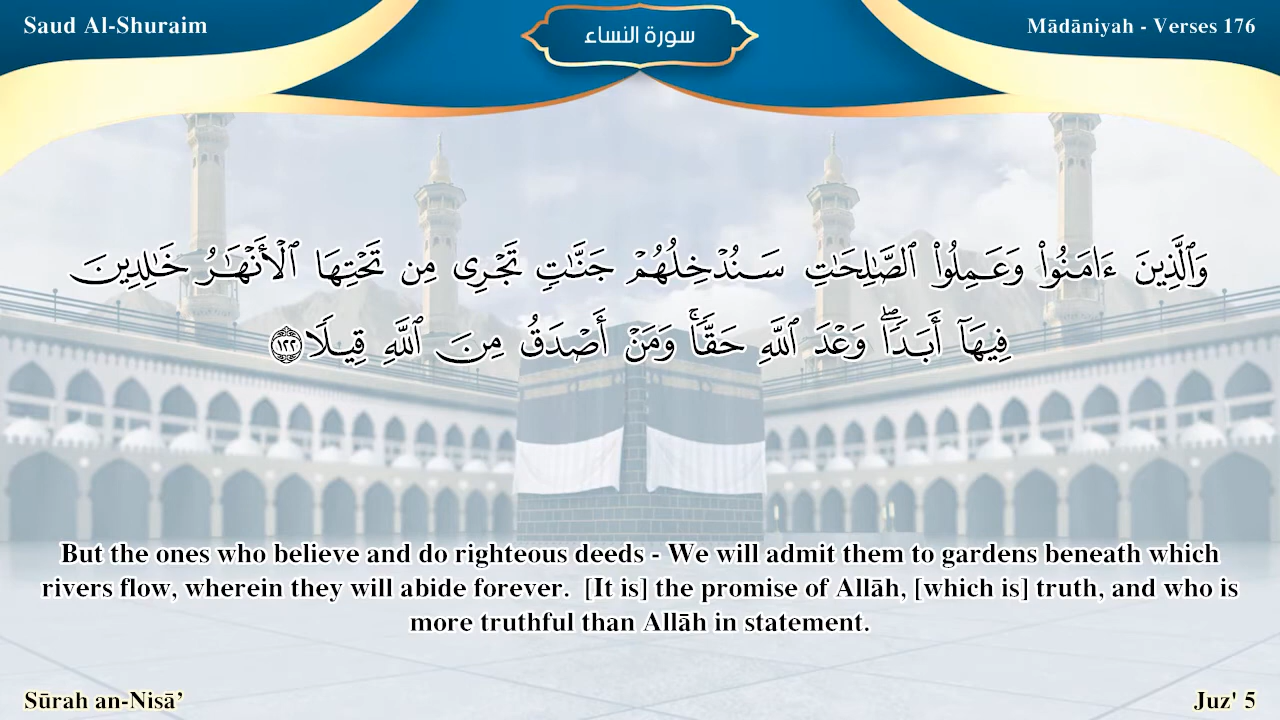 Saud Al-Shuraim
سورة النساء
Mādāniyah - Verses 176
وَٱلَّذِينَ ءَامَنُوا۟ وَعَمِلُوا۟ ٱلصَّـٰلِحَـٰتِ سَنُدْخِلُهُمْ جَنَّـٰتٍ تَجْرِى مِن تَحْتِهَا ٱلْأَنْهَـٰرُ خَـٰلِدِينَ
فِيهَآ أَبَدًا ۖ وَعْدَ ٱللَّهِ حَقًّا ۚ وَمَنْ أَصْدَقُ مِنَ ٱللَّهِ قِيلًا ١٢٢
But the ones who believe and do righteous deeds - We will admit them to gardens beneath which
rivers flow, wherein they will abide forever.  [It is] the promise of Allāh, [which is] truth, and who is
more truthful than Allāh in statement.
Sūrah an-Nisā’
Juz' 5